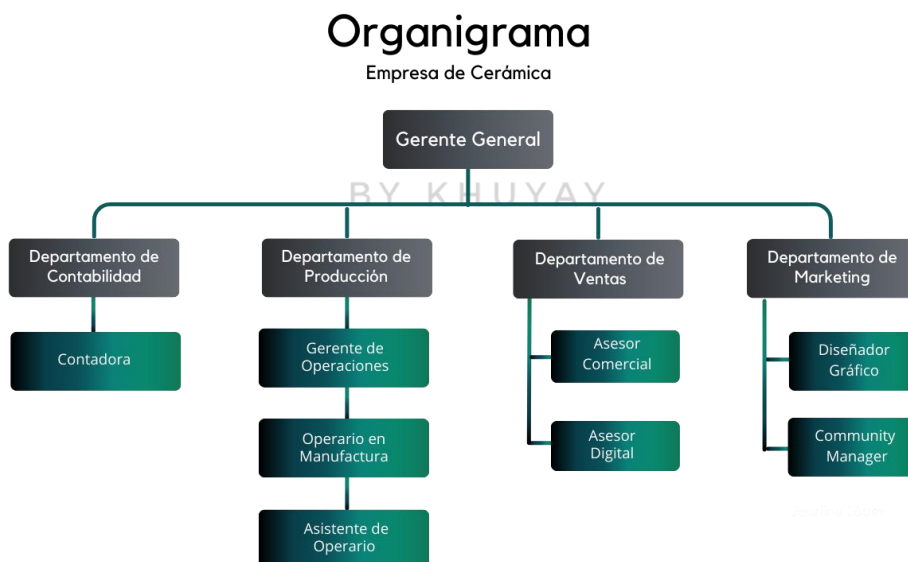 Organigrama
Empresa de Cerámica
Gerente General
BY KHUYAY
Departamento de
Contabilidad
Contadora
Departamento de
Producción
Gerente de
Operaciones
Operario en
Manufactura
Asistente de
Operario
Departamento de
Ventas
Asesor
Comercial
Asesor
Digital
Departamento de
Marketing
Diseñador
Gráfico
Community
Manager